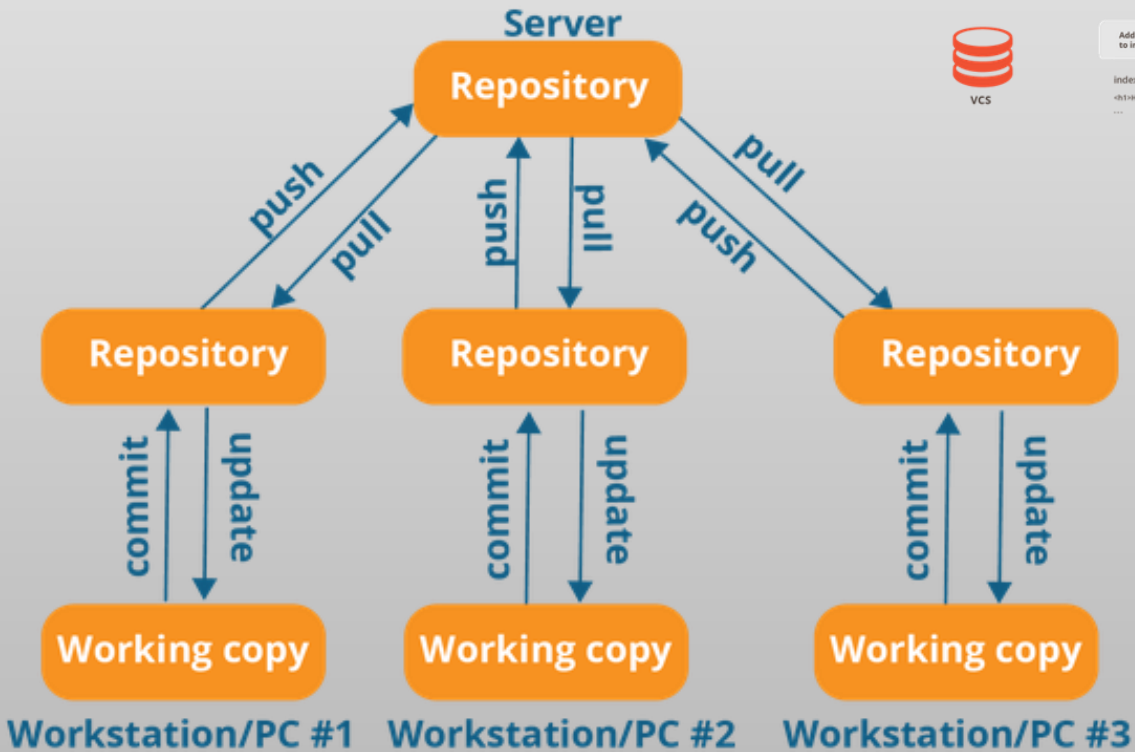 Server
Repository
VCS
Add
push
pull
push
pull
push
pull
Repository
Repository
Repository
commit
update
commit
update
commit
update
Working copy
Working copy
Working copy
Workstation/PC #1
Workstation/PC #2
Workstation/PC #3